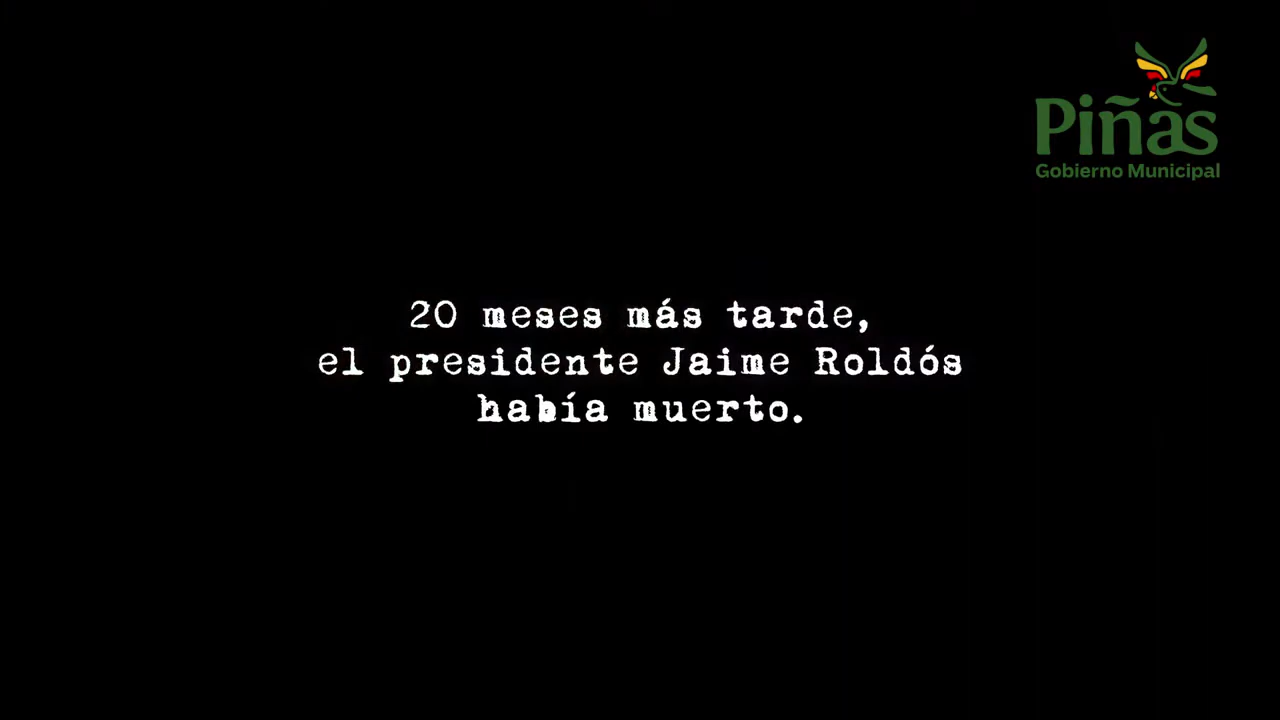 Piñas
Gobierno Municipal
20 meses más tarde,
el presidente Jaime Roldós
había muerto.